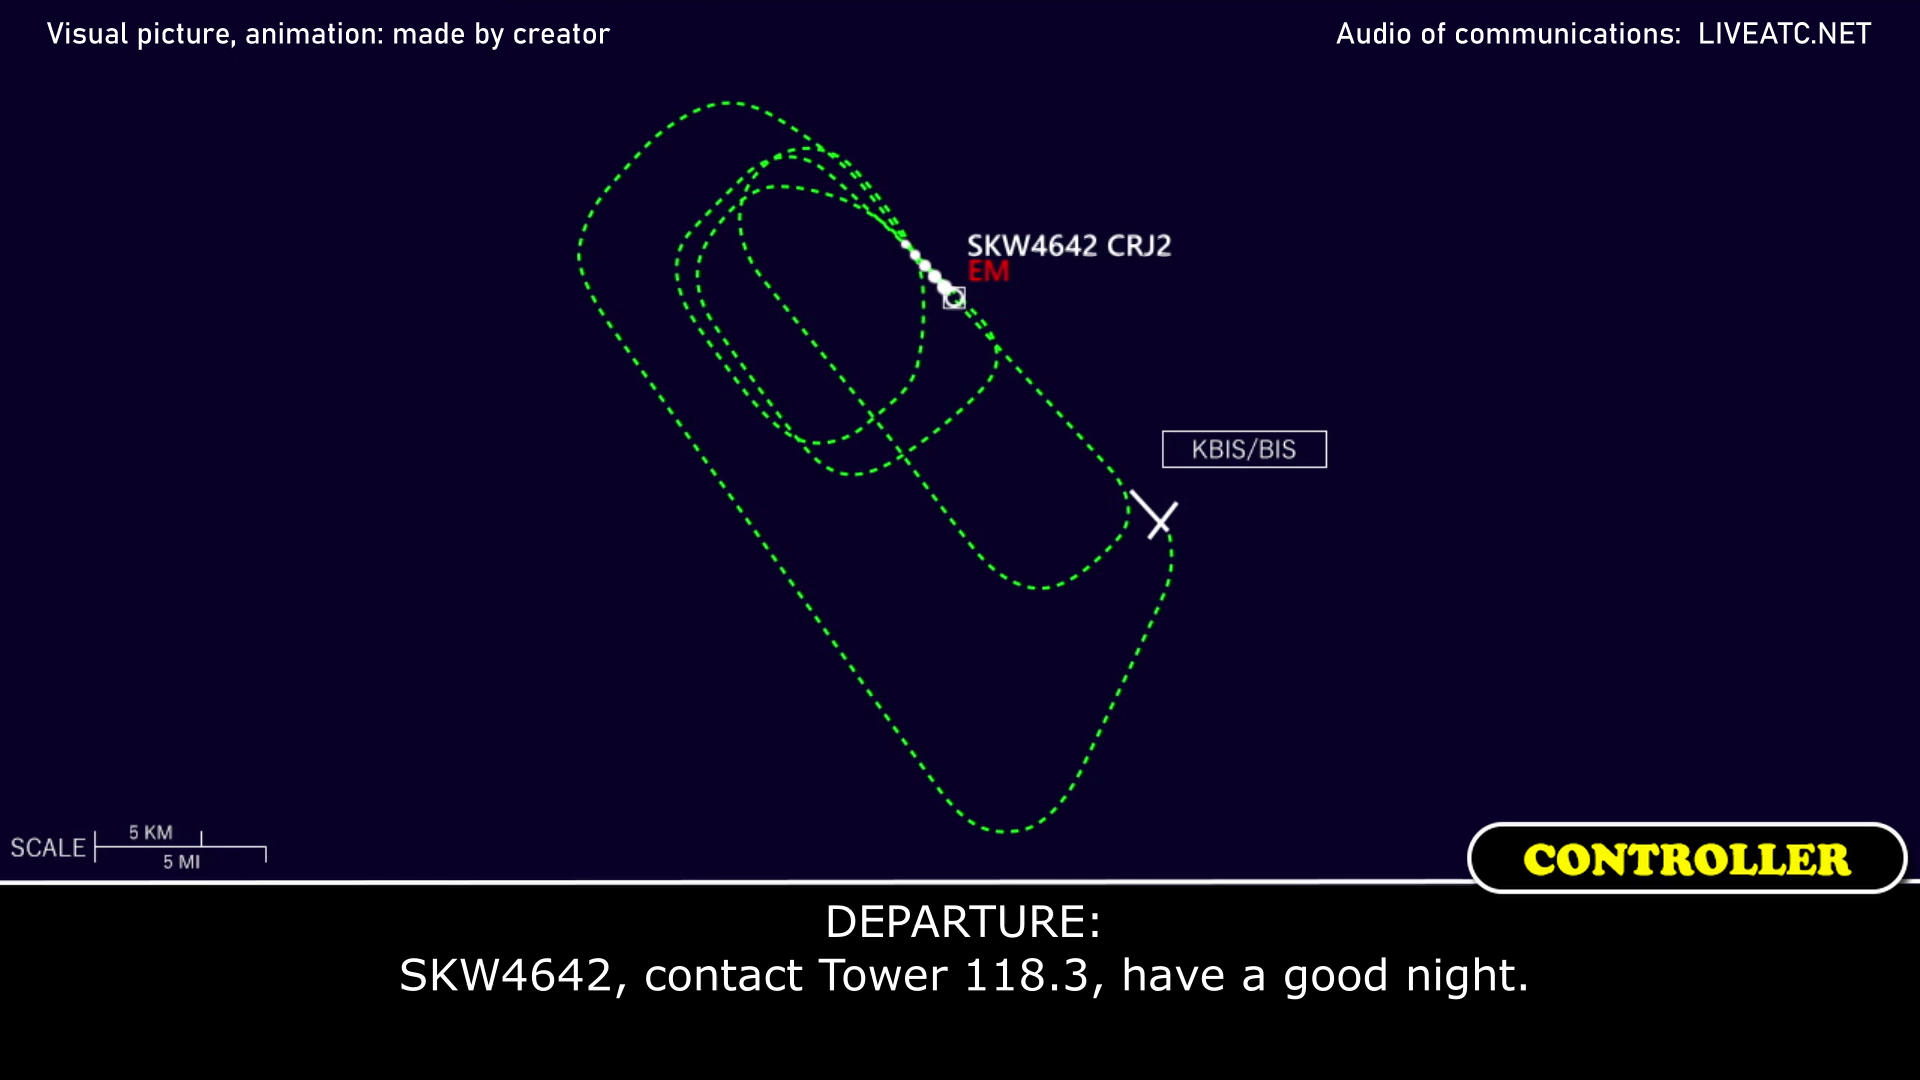 Visual picture, animation: made by creator
Audio of communications: LIVEATC.NET
SKW4642 CRJ2
EM
KBIS/BIS
5 KM
SCALE
5 MI
CONTROLLER
DEPARTURE:
SKW4642, contact Tower 118.3, have a good night.